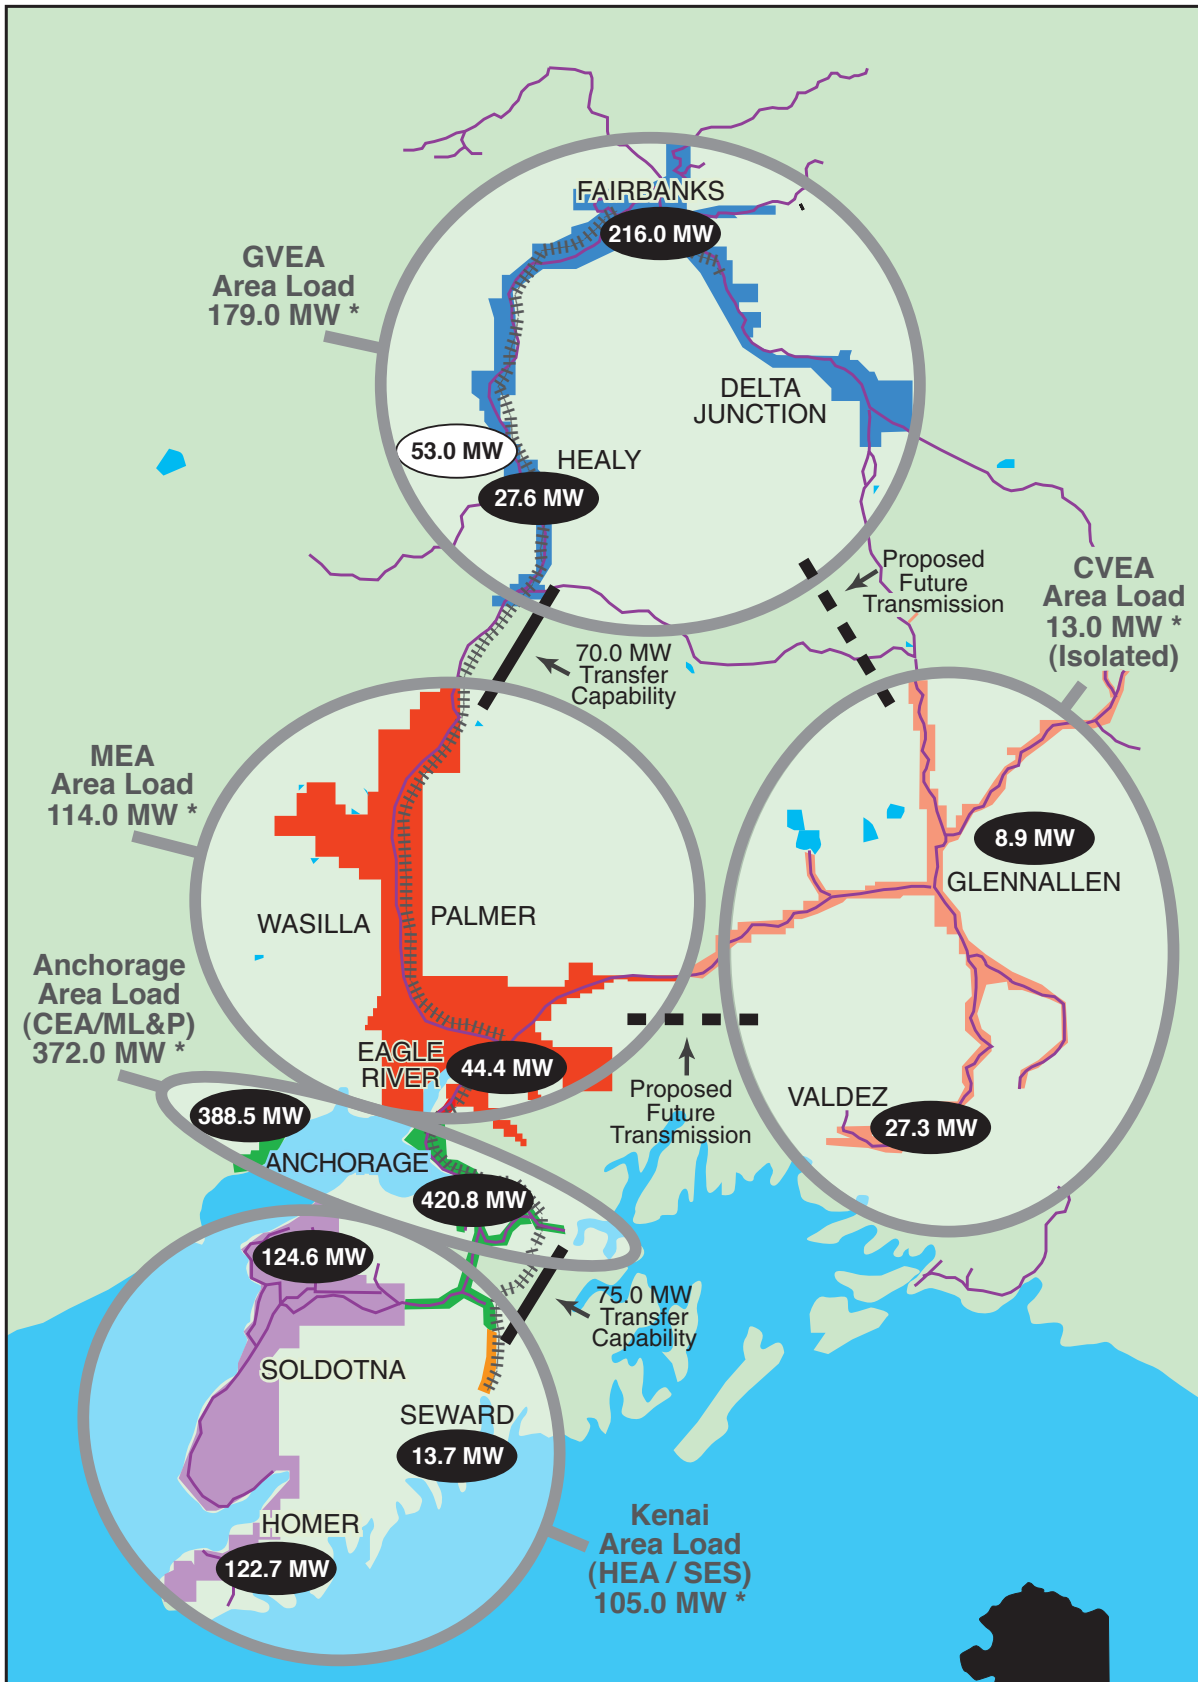 FAIRBANKS
216.0 MW
GVEA
Area Load
179.0 MW *
DELTA
JUNCTION
53.0 MW
HEALY
27.6 MW
Proposed
Future
Transmission
CVEA
Area Load
13.0 MW *
(Isolated)
70.0 MW
Transfer
Capability
MEA
Area Load
114.0 MW *
8.9 MW
GLENNALLEN
WASILLA
PALMER
Anchorage
Area Load
(CEA/ML&P)
372.0 MW *
EAGLE
RIVER
44.4 MW
Proposed
Future
Transmission
VALDEZ
27.3 MW
388.5 MW
ANCHORAGE
420.8 MW
124.6 MW
75.0 MW
Transfer
Capability
SOLDOTNA
SEWARD
13.7 MW
HOMER
122.7 MW
Kenai
Area Load
(HEA / SES)
105.0 MW *